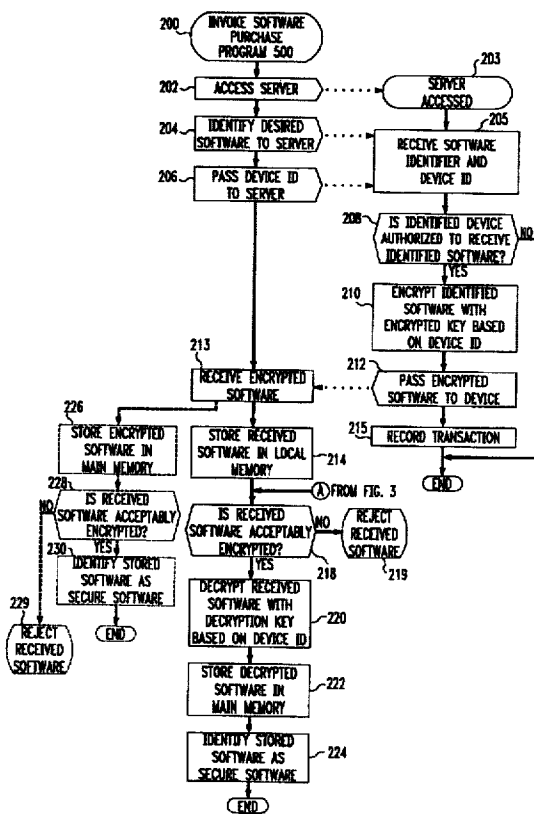 200
INVOKE SOFTWARE
PURCHASE
PROGRAM 500
202
ACCESS SERVER
203
SERVER
ACCESSED
204
IDENTIFY DESIRED
SOFTWARE TO SERVER
205
RECEIVE SOFTWARE
IDENTIFIER AND
DEVICE ID
206
PASS DEVICE ID
TO SERVER
208
IS IDENTIFIED DEVICE
AUTHORIZED TO RECEIVE
IDENTIFIED SOFTWARE?
NO
YES
210
ENCRYPT IDENTIFIED
SOFTWARE WITH
ENCRYPTED KEY BASED
ON DEVICE ID
212
PASS ENCRYPTED
SOFTWARE TO DEVICE
213
RECEIVE ENCRYPTED
SOFTWARE
215
RECORD TRANSACTION
END
226
STORE ENCRYPTED
SOFTWARE IN
MAIN MEMORY
STORE RECEIVED
SOFTWARE IN LOCAL
MEMORY
214
A FROM FIG. 3
228
NO
IS RECEIVED
SOFTWARE ACCEPTABLY
ENCRYPTED?
YES
IS RECEIVED
SOFTWARE ACCEPTABLY
ENCRYPTED?
218
NO
YES
REJECT
RECEIVED
SOFTWARE
219
230
IDENTIFY STORED
SOFTWARE AS
SECURE SOFTWARE
END
229
REJECT
RECEIVED
SOFTWARE
DECRYPT RECEIVED
SOFTWARE WITH
DECRYPTION KEY
BASED ON DEVICE ID
220
STORE DECRYPTED
SOFTWARE IN
MAIN MEMORY
222
IDENTIFY STORED
SOFTWARE AS
SECURE SOFTWARE
224
END